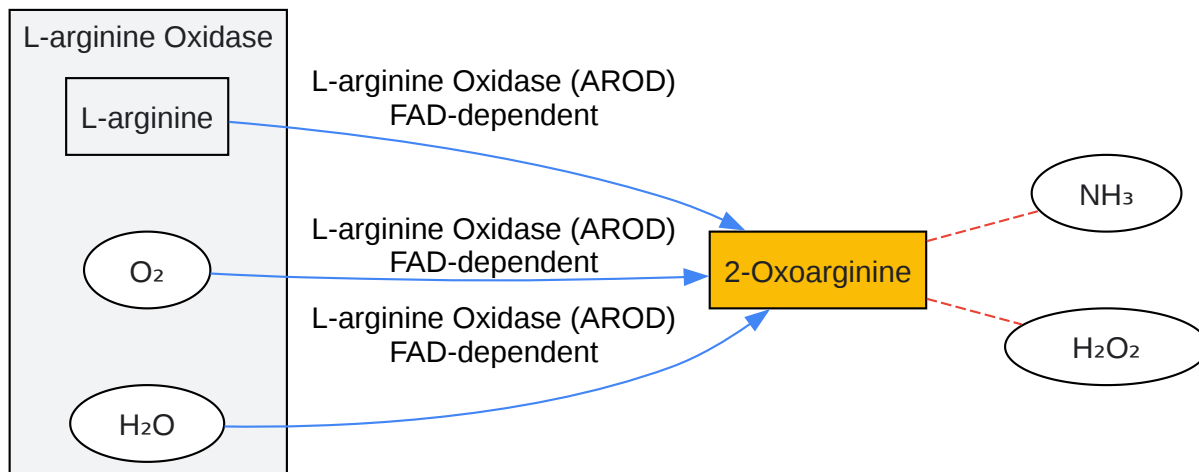 L-arginine Oxidase
L-arginine
L-arginine Oxidase (AROD)
FAD-dependent
O₂
L-arginine Oxidase (AROD)
FAD-dependent
H₂O
L-arginine Oxidase (AROD)
FAD-dependent
2-Oxoarginine
NH₃
H₂O₂